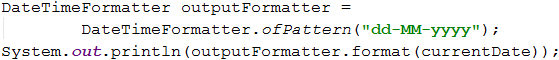 DateTimeFormatter outputFormatter =
DateTimeFormatter.ofPattern("dd-MM-yyyy");
System.out.println(outputFormatter.format(currentDate));